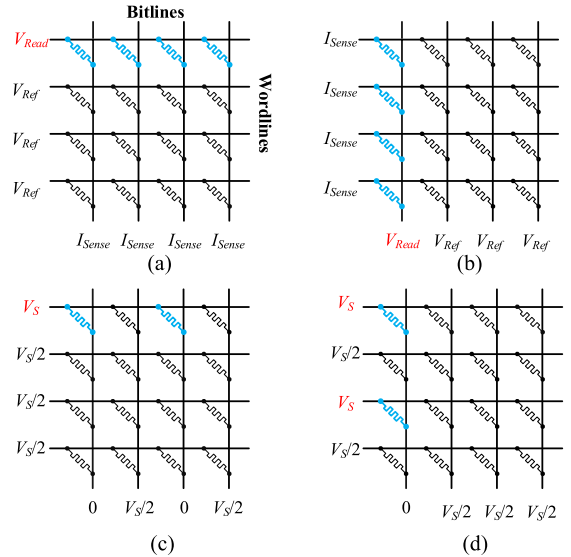 Bitlines
V_Read
V_Ref
V_Ref
V_Ref
Wordlines
I_Sense I_Sense I_Sense I_Sense
(a)
I_Sense
I_Sense
I_Sense
I_Sense
V_Read V_Ref V_Ref V_Ref
(b)
V_S
V_S/2
V_S/2
V_S/2
0 V_S/2 0 V_S/2
(c)
V_S
V_S/2
V_S
V_S/2
0 V_S/2 V_S/2 V_S/2
(d)